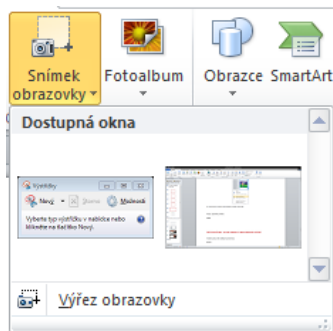 Snímek obrazovky
Fotoalbum
Obrazce
SmartArt
Dostupná okna
Výstřižky
Nový
Možnosti
Vyberte typ výstřižku v nabídce nebo
klikněte na tlačítko Nový.
Výřez obrazovky